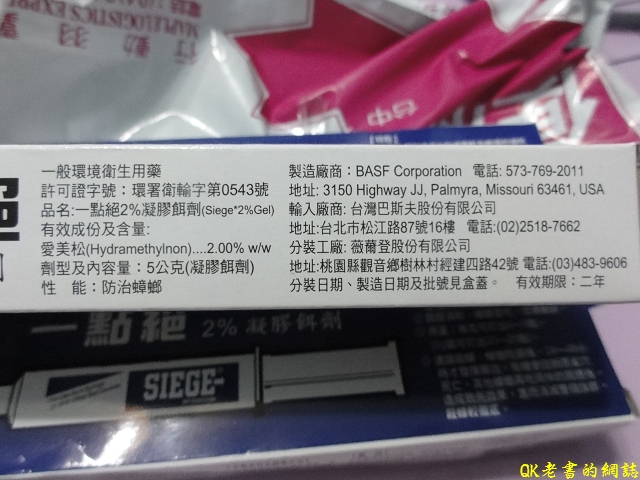 MAPLE LOGISTICS EXPRESS
台中
一般環境衛生用藥
許可證字號：環署衛輸字第0543號
品名:一點絕2%凝膠餌劑(Siege*2%Gel)
有效成份及含量:
愛美松(Hydramethylnon)....2.00% w/w
劑型及內容量：5公克(凝膠餌劑)
性　能：防治蟑螂
製造廠商：BASF Corporation 電話: 573-769-2011
地址: 3150 Highway JJ, Palmyra, Missouri 63461, USA
輸入廠商: 台灣巴斯夫股份有限公司
地址:台北市松江路87號16樓 電話:(02)2518-7662
分裝工廠: 薇薾登股份有限公司
地址:桃園縣觀音鄉樹林村經建四路42號 電話:(03)483-9606
分裝日期、製造日期及批號見盒蓋。 有效期限：二年
一點絕 2% 凝膠餌劑
SIEGE
QK老書的網誌